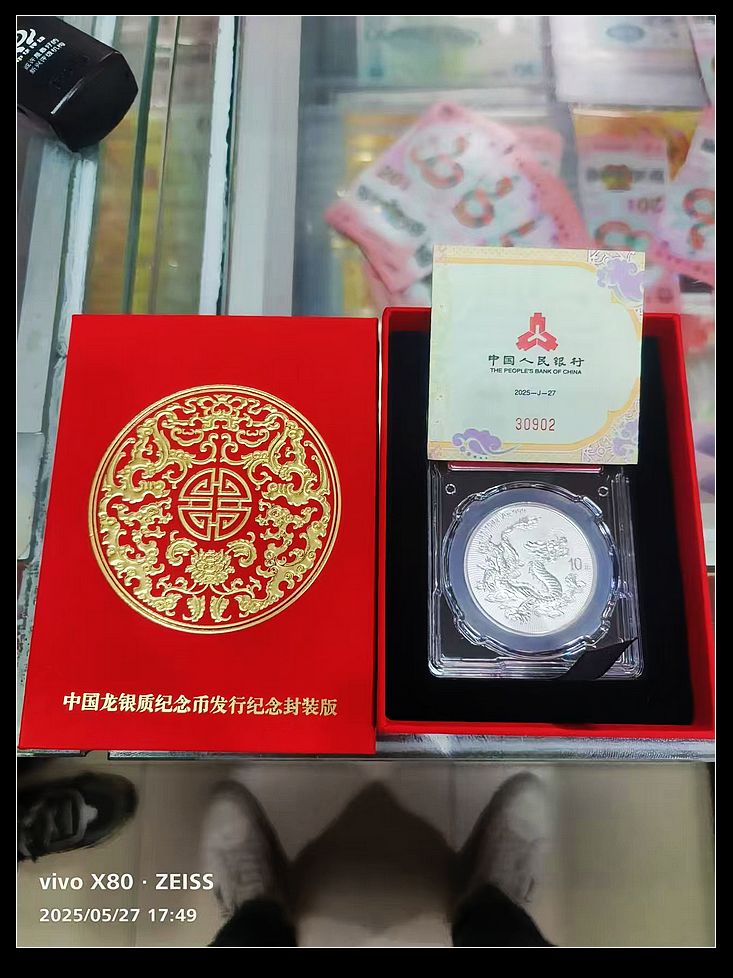 中国人民银行
THE PEOPLE'S BANK OF CHINA
2025—J—27
30902
10元
中国龙银质纪念币发行纪念封装版
vivo X80 · ZEISS
2025/05/27 17:49